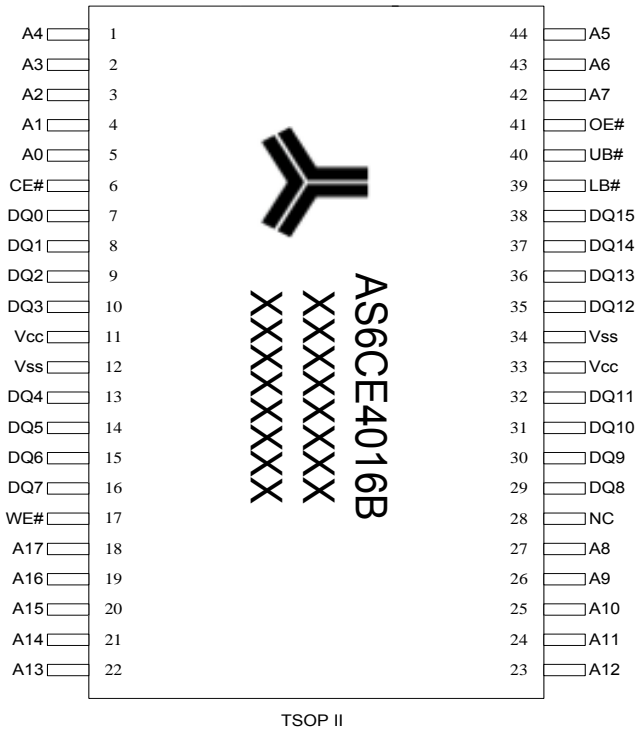 A4 1 44 A5
A3 2 43 A6
A2 3 42 A7
A1 4 41 OE#
A0 5 40 UB#
CE# 6 39 LB#
DQ0 7 38 DQ15
DQ1 8 37 DQ14
DQ2 9 36 DQ13
DQ3 10 35 DQ12
Vcc 11 34 Vss
Vss 12 33 Vcc
DQ4 13 32 DQ11
DQ5 14 31 DQ10
DQ6 15 30 DQ9
DQ7 16 29 DQ8
WE# 17 28 NC
A17 18 27 A8
A16 19 26 A9
A15 20 25 A10
A14 21 24 A11
A13 22 23 A12
AS6CE4016B
XXXXXXXX
XXXXXXXX
TSOP II